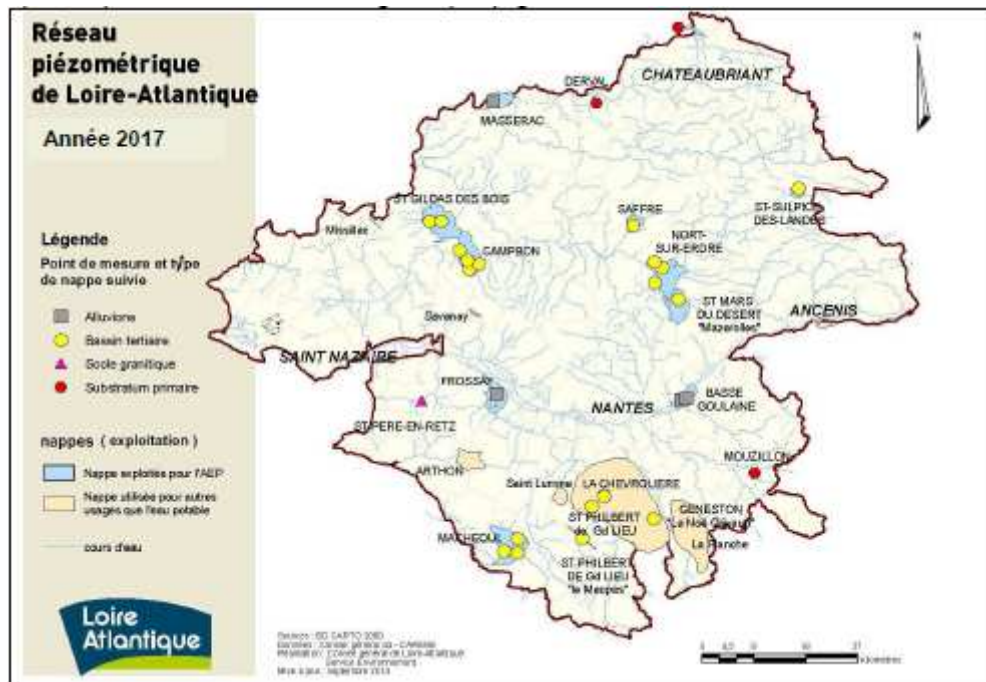 Réseau
piézométrique
de Loire-Atlantique
Année 2017
Légende
Point de mesure et type
de nappe suivie
Alluvions
Bassin tertiaire
Socle granitique
Substratum primaire
nappes ( exploitation )
Nappe exploitée pour l'AEP
Nappe utilisée pour autres
usages que l'eau potable
cours d'eau
Loire
Atlantique
N
CHATEAUBRIANT
DERVAL
MASSERAC
ST GILDAS DES BOIS
Missillac
CAMPBON
SAFFRE
ST-SULPICE
DES-LANDES
NORT-
SUR-ERDRE
ST MARS
DU DESERT
"Mazerolles"
ANCENIS
Savenay
SAINT NAZAIRE
FROSSAY
NANTES
BASSE
GOULAINE
ST-PERE-EN-RETZ
ARTHON
MOUZILLON
Saint Lumine
LA CHEVROLIERE
ST PHILBERT
de Gd LIEU
GENESTON
La Planche
MACHECOUL
ST PHILBERT
DE Gd LIEU
Service Environnement